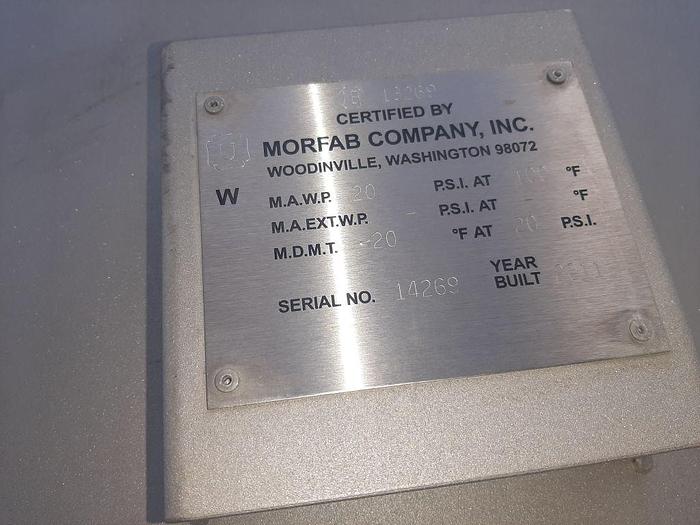 CERTIFIED BY
MORFAB COMPANY, INC.
WOODINVILLE, WASHINGTON 98072
W M.A.W.P. 20 P.S.I. AT °F
M.A.EXT.W.P. - P.S.I. AT - °F
M.D.M.T. -20 °F AT 20 P.S.I.
SERIAL NO. 14269 YEAR BUILT